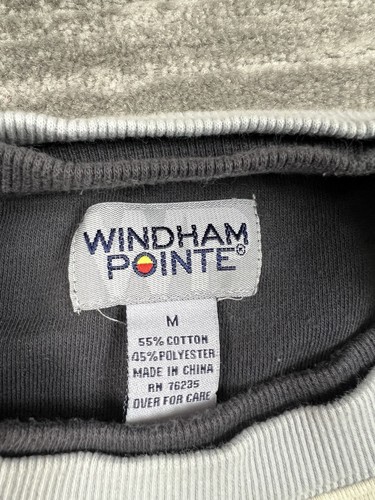 WINDHAM
POINTE®
M
55% COTTON
45% POLYESTER
MADE IN CHINA
RN 76235
OVER FOR CARE